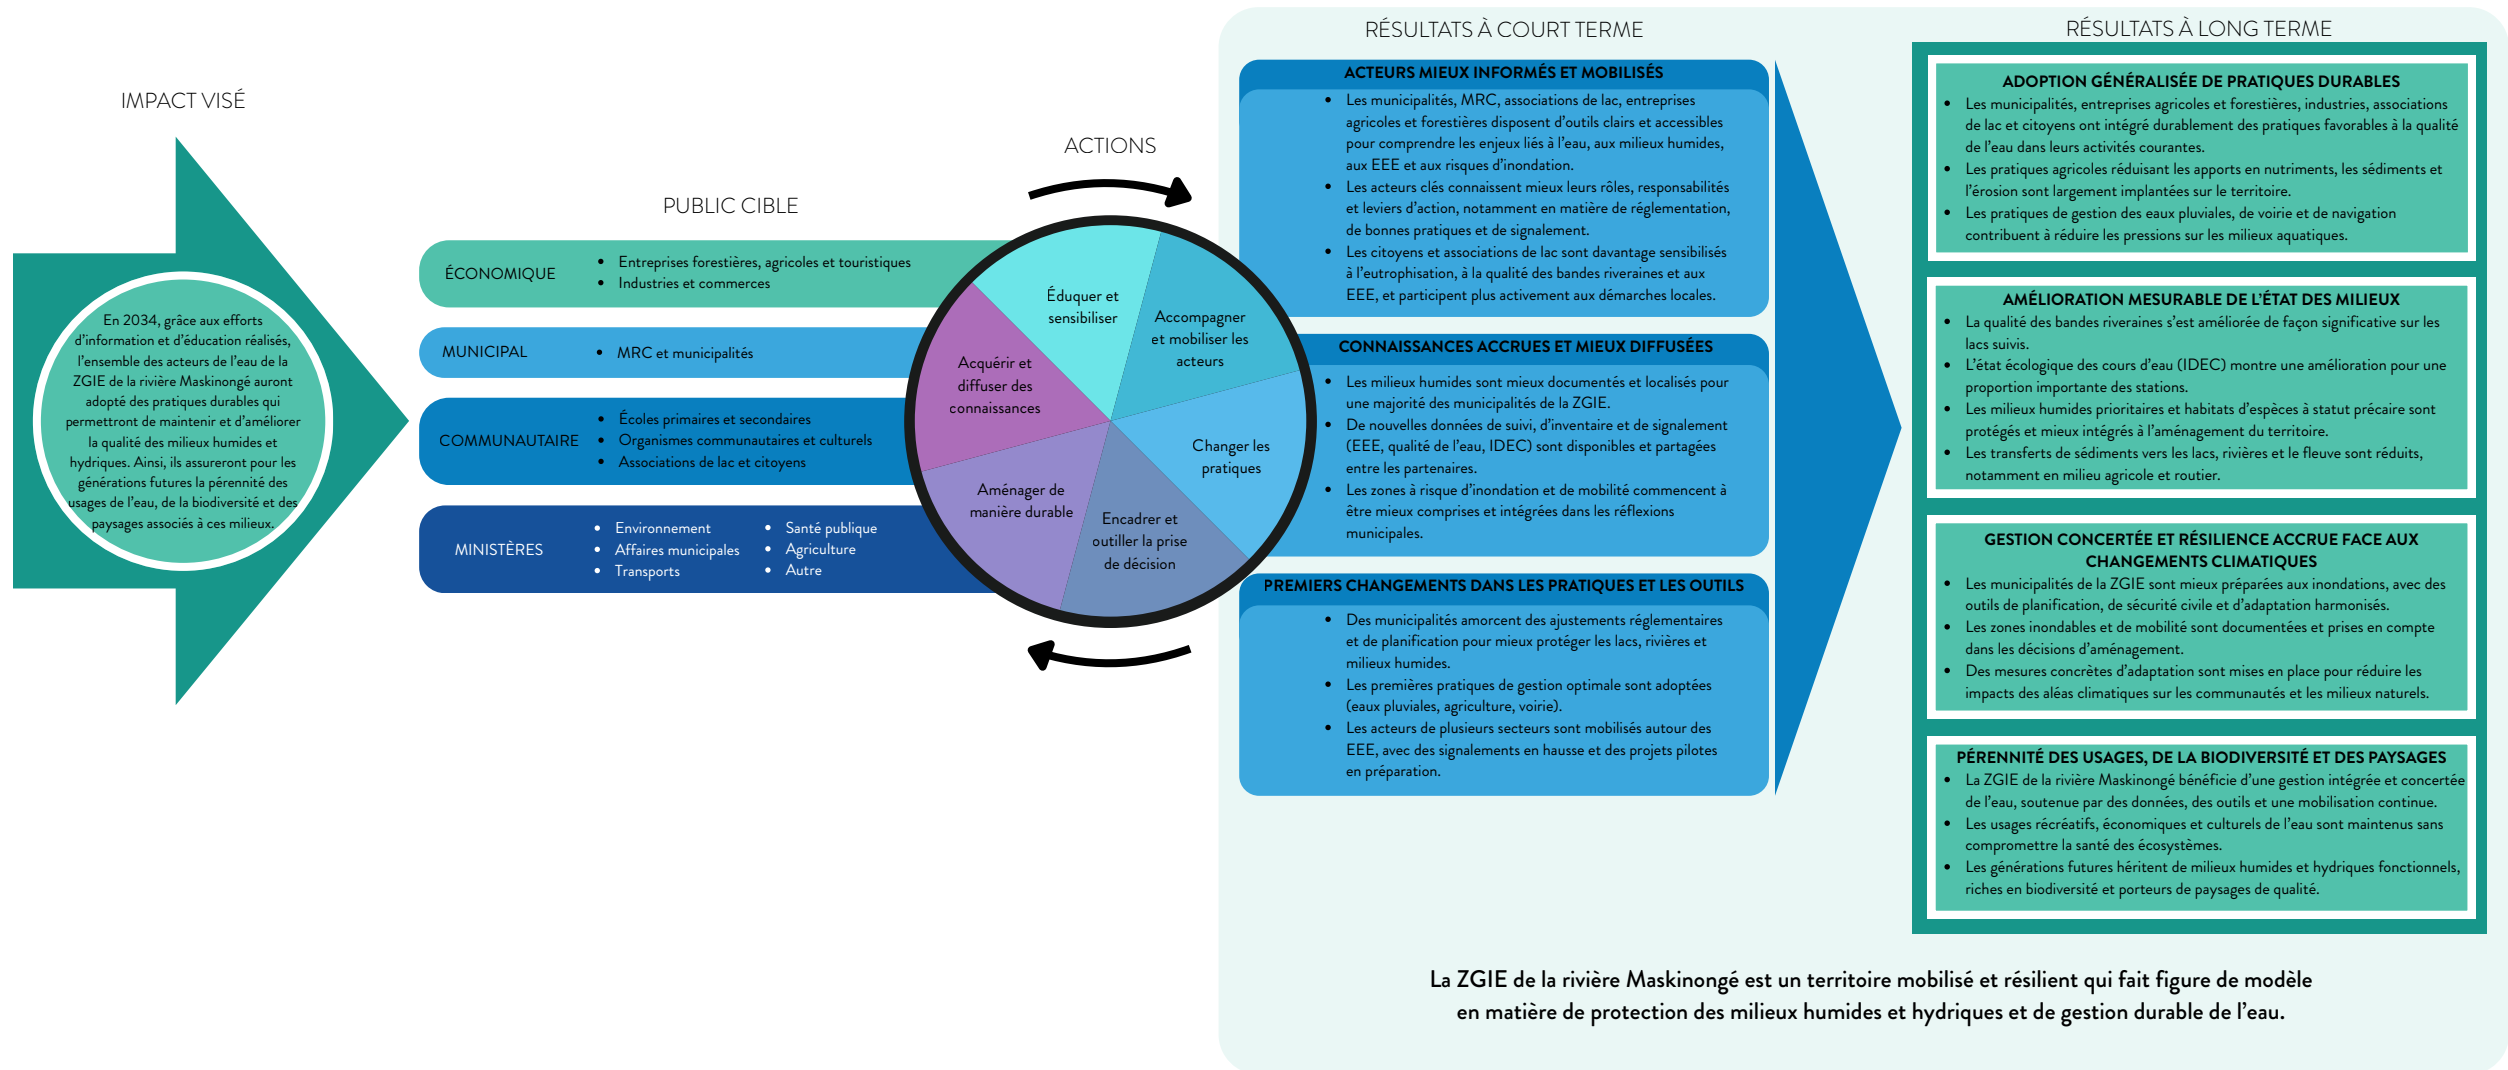 IMPACT VISÉ
En 2034, grâce aux efforts
d’information et d’éducation réalisés,
l’ensemble des acteurs de l’eau de la
ZGIE de la rivière Maskinongé auront
adopté des pratiques durables qui
permettront de maintenir et d’améliorer
la qualité des milieux humides et
hydriques. Ainsi, ils assureront pour les
générations futures la pérennité des
usages de l’eau, de la biodiversité et des
paysages associés à ces milieux.
PUBLIC CIBLE
ÉCONOMIQUE
• Entreprises forestières, agricoles et touristiques
• Industries et commerces
MUNICIPAL
• MRC et municipalités
COMMUNAUTAIRE
• Écoles primaires et secondaires
• Organismes communautaires et culturels
• Associations de lac et citoyens
MINISTÈRES
• Environnement
• Affaires municipales
• Transports
• Santé publique
• Agriculture
• Autre
ACTIONS
Éduquer et
sensibiliser
Accompagner
et mobiliser les
acteurs
Changer les
pratiques
Encadrer et
outiller la prise
de décision
Aménager de
manière durable
Acquérir et
diffuser des
connaissances
RÉSULTATS À COURT TERME
ACTEURS MIEUX INFORMÉS ET MOBILISÉS
• Les municipalités, MRC, associations de lac, entreprises
agricoles et forestières disposent d’outils clairs et accessibles
pour comprendre les enjeux liés à l’eau, aux milieux humides,
aux EEE et aux risques d’inondation.
• Les acteurs clés connaissent mieux leurs rôles, responsabilités
et leviers d’action, notamment en matière de réglementation,
de bonnes pratiques et de signalement.
• Les citoyens et associations de lac sont davantage sensibilisés
à l’eutrophisation, à la qualité des bandes riveraines et aux
EEE, et participent plus activement aux démarches locales.
CONNAISSANCES ACCRUES ET MIEUX DIFFUSÉES
• Les milieux humides sont mieux documentés et localisés pour
une majorité des municipalités de la ZGIE.
• De nouvelles données de suivi, d’inventaire et de signalement
(EEE, qualité de l’eau, IDEC) sont disponibles et partagées
entre les partenaires.
• Les zones à risque d’inondation et de mobilité commencent à
être mieux comprises et intégrées dans les réflexions
municipales.
PREMIERS CHANGEMENTS DANS LES PRATIQUES ET LES OUTILS
• Des municipalités amorcent des ajustements réglementaires
et de planification pour mieux protéger les lacs, rivières et
milieux humides.
• Les premières pratiques de gestion optimale sont adoptées
(eaux pluviales, agriculture, voirie).
• Les acteurs de plusieurs secteurs sont mobilisés autour des
EEE, avec des signalements en hausse et des projets pilotes
en préparation.
RÉSULTATS À LONG TERME
ADOPTION GÉNÉRALISÉE DE PRATIQUES DURABLES
• Les municipalités, entreprises agricoles et forestières, industries, associations
de lac et citoyens ont intégré durablement des pratiques favorables à la qualité
de l’eau dans leurs activités courantes.
• Les pratiques agricoles réduisant les apports en nutriments, les sédiments et
l’érosion sont largement implantées sur le territoire.
• Les pratiques de gestion des eaux pluviales, de voirie et de navigation
contribuent à réduire les pressions sur les milieux aquatiques.
AMÉLIORATION MESURABLE DE L’ÉTAT DES MILIEUX
• La qualité des bandes riveraines s’est améliorée de façon significative sur les
lacs suivis.
• L’état écologique des cours d’eau (IDEC) montre une amélioration pour une
proportion importante des stations.
• Les milieux humides prioritaires et habitats d’espèces à statut précaire sont
protégés et mieux intégrés à l’aménagement du territoire.
• Les transferts de sédiments vers les lacs, rivières et le fleuve sont réduits,
notamment en milieu agricole et routier.
GESTION CONCERTÉE ET RÉSILIENCE ACCRUE FACE AUX
CHANGEMENTS CLIMATIQUES
• Les municipalités de la ZGIE sont mieux préparées aux inondations, avec des
outils de planification, de sécurité civile et d’adaptation harmonisés.
• Les zones inondables et de mobilité sont documentées et prises en compte
dans les décisions d’aménagement.
• Des mesures concrètes d’adaptation sont mises en place pour réduire les
impacts des aléas climatiques sur les communautés et les milieux naturels.
PÉRENNITÉ DES USAGES, DE LA BIODIVERSITÉ ET DES PAYSAGES
• La ZGIE de la rivière Maskinongé bénéficie d’une gestion intégrée et concertée
de l’eau, soutenue par des données, des outils et une mobilisation continue.
• Les usages récréatifs, économiques et culturels de l’eau sont maintenus sans
compromettre la santé des écosystèmes.
• Les générations futures héritent de milieux humides et hydriques fonctionnels,
riches en biodiversité et porteurs de paysages de qualité.
La ZGIE de la rivière Maskinongé est un territoire mobilisé et résilient qui fait figure de modèle
en matière de protection des milieux humides et hydriques et de gestion durable de l’eau.